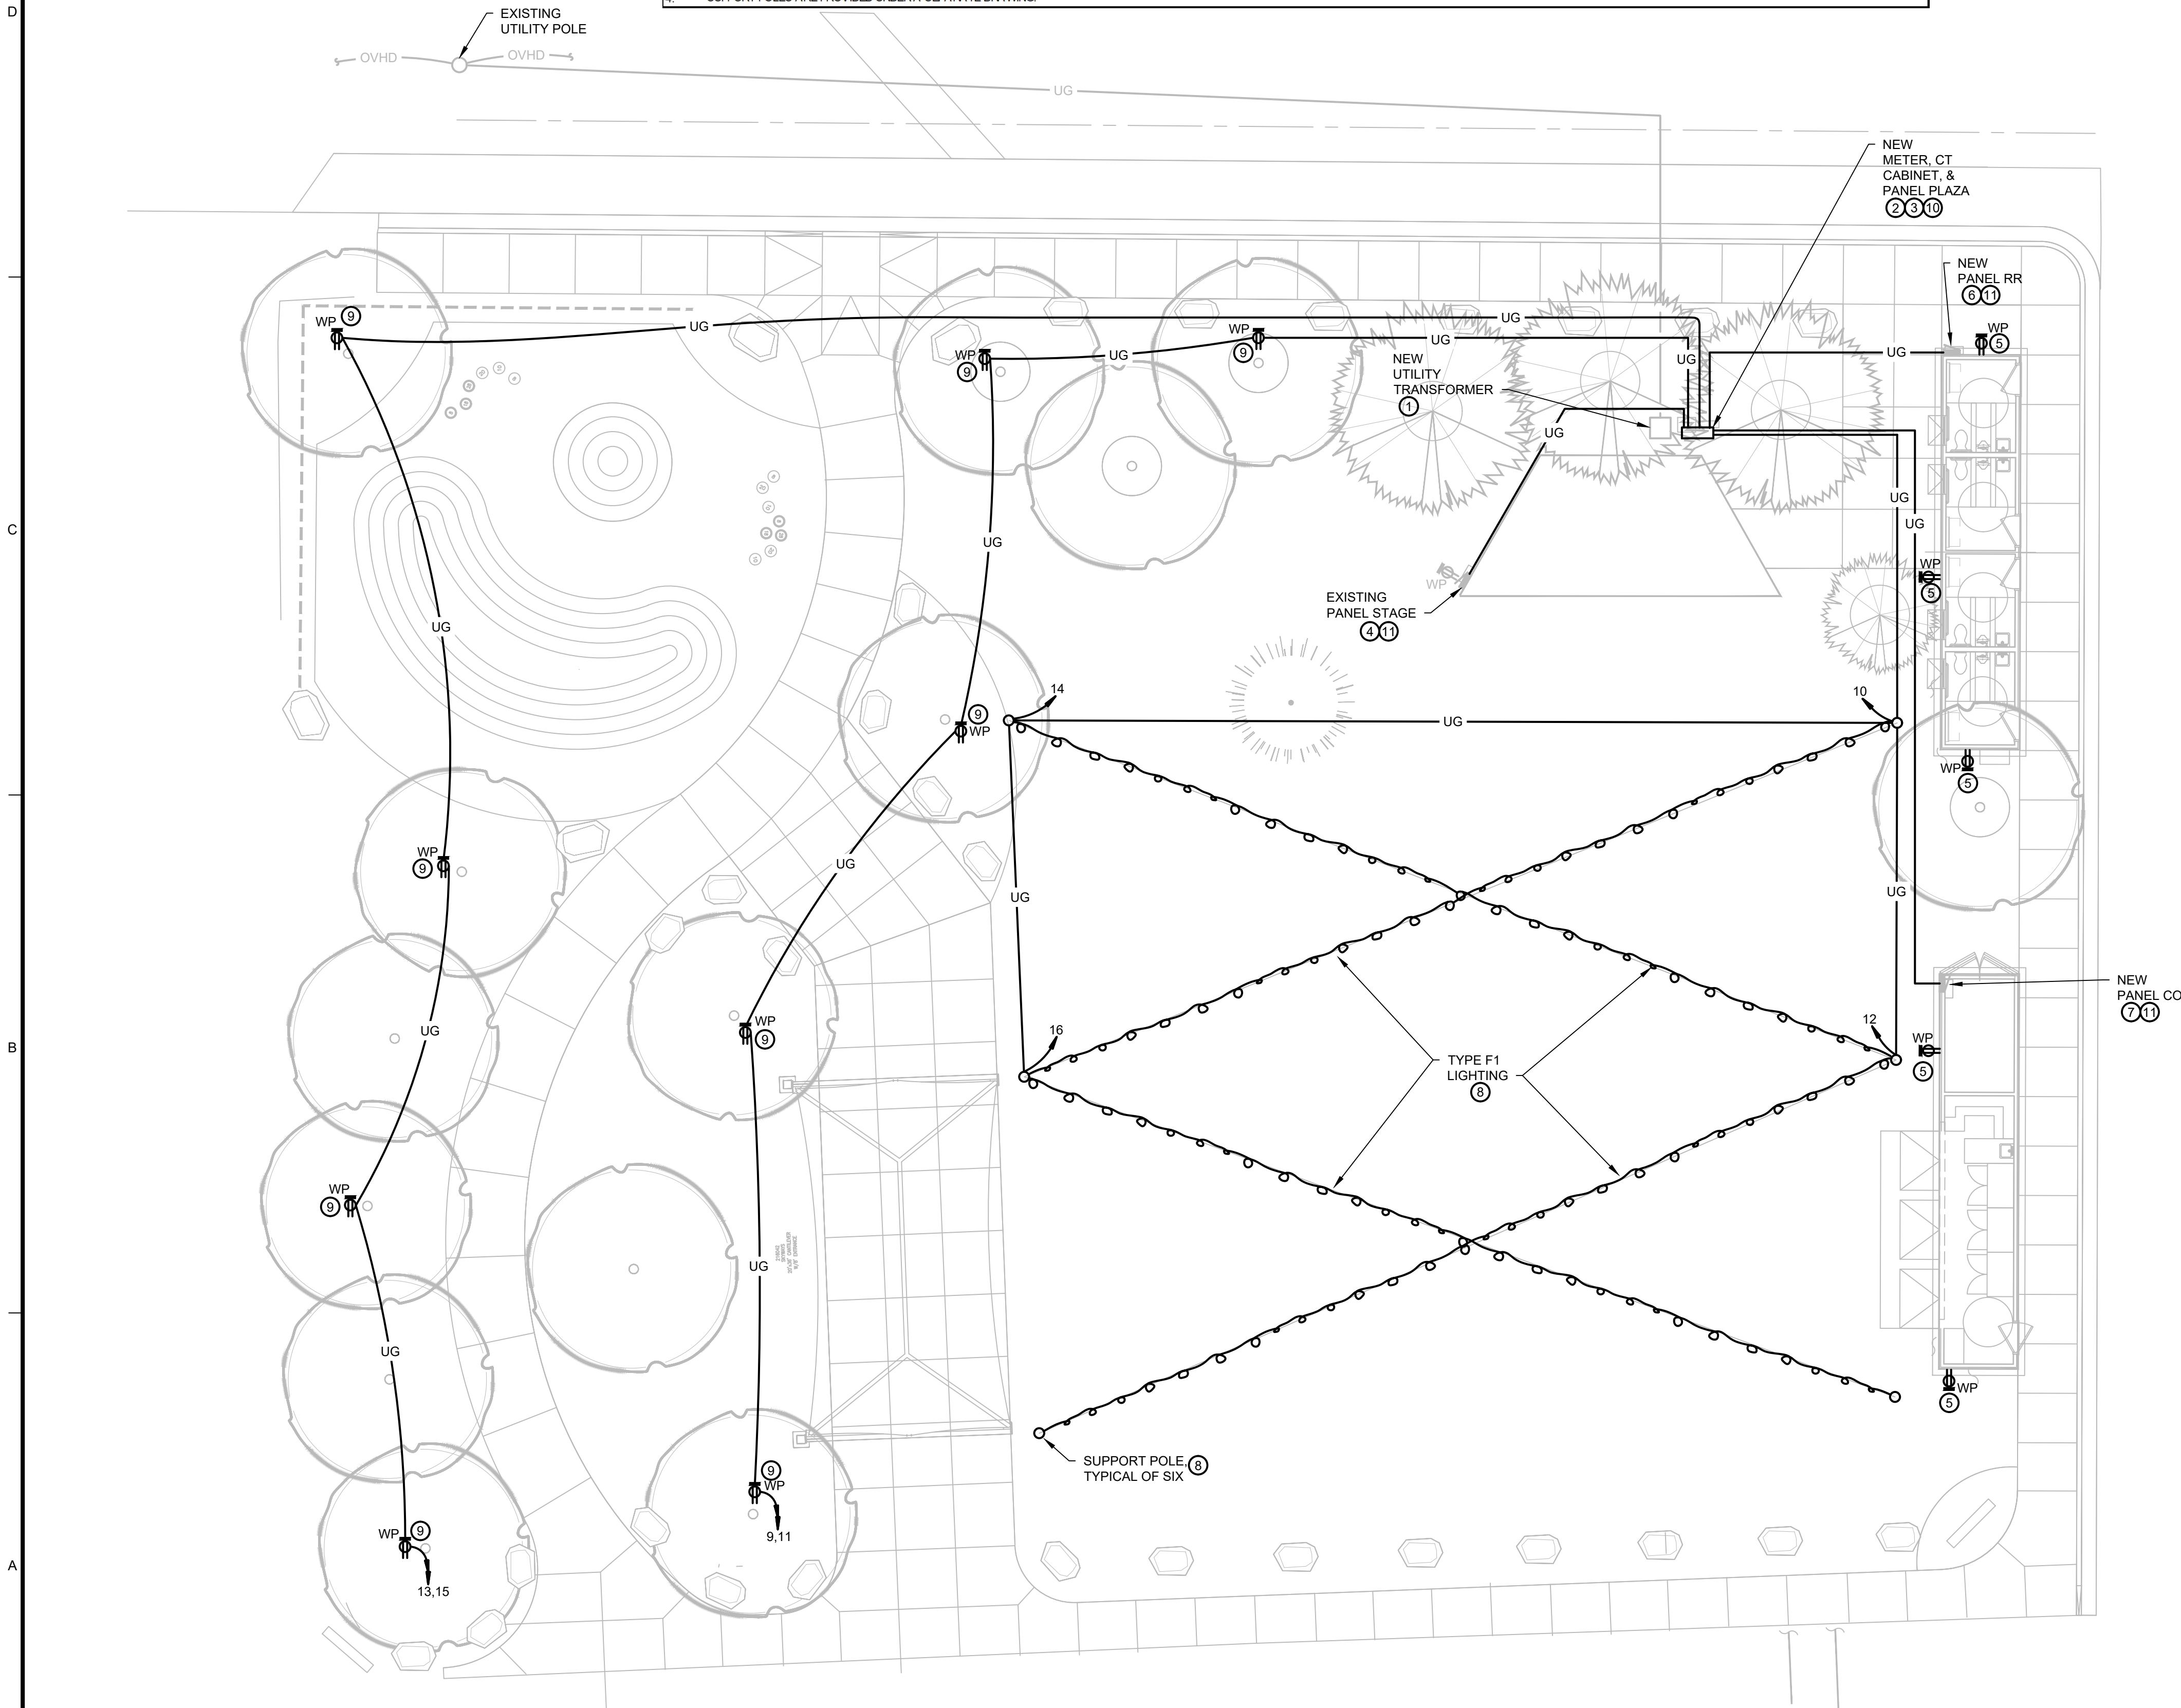 D
4.
EXISTING
UTILITY POLE
OVHD
OVHD
UG
NEW
METER, CT
CABINET, &
PANEL PLAZA
2 3 10
NEW
PANEL RR
6 11
WP
5
WP 9
UG
UG
WP
9
UG
WP
9
UG
UG
UG
NEW
UTILITY
TRANSFORMER
1
UG
UG
UG
C
UG
WP
WP
5
EXISTING
PANEL STAGE
4 11
UG
14
10
9
WP
UG
WP
5
WP
9
UG
UG
UG
NEW
PANEL CO
7 11
B
UG
WP
9
16
12
WP
5
TYPE F1
LIGHTING
8
WP
9
UG
UG
WP
5
SUPPORT POLE, 8
TYPICAL OF SIX
9
WP
9,11
WP 9
13,15
A